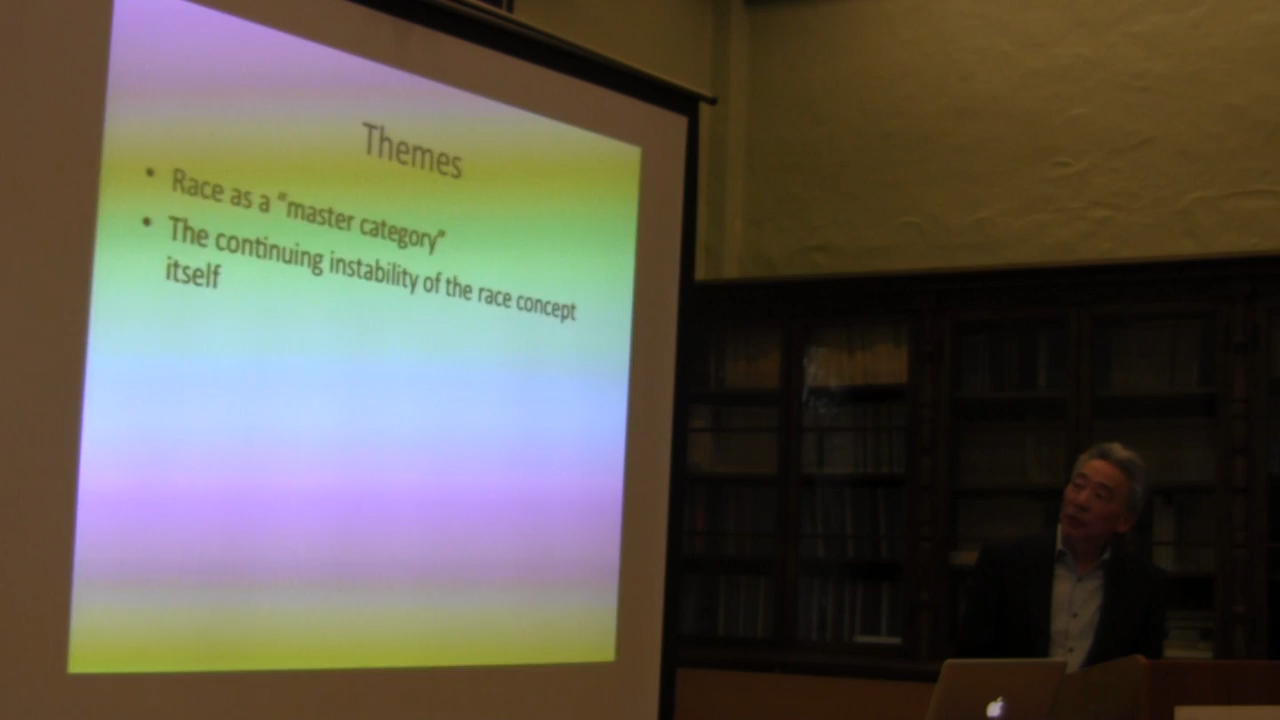 Themes
• Race as a "master category"
• The continuing instability of the race concept
itself